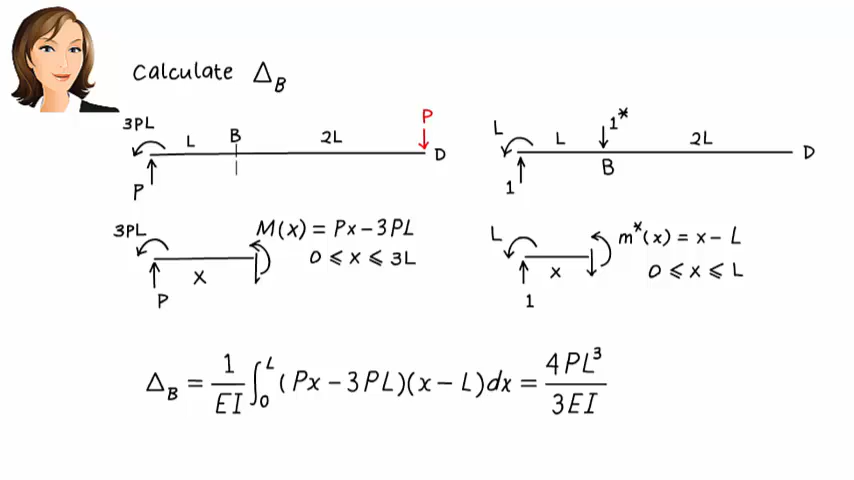 Calculate Δ_B
3PL L B 2L P D
P
L L 1* 2L D
1 B
3PL M(x) = Px – 3PL
0 ⩽ x ⩽ 3L
x
P
L m*(x) = x – L
x 0 ⩽ x ⩽ L
1
Δ_B = 1/EI ∫₀ᴸ (Px – 3PL)(x – L)dx = 4PL³/3EI